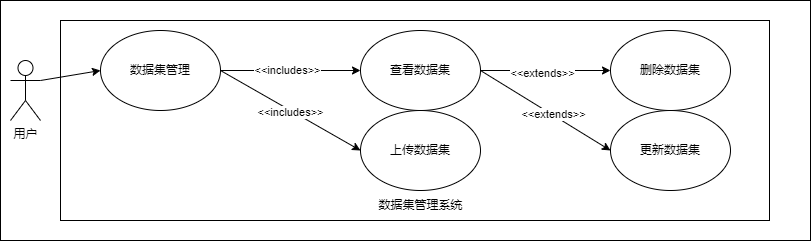 数据集管理
<<includes>>
查看数据集
<<extends>>
删除数据集
<<includes>>
<<extends>>
用户
上传数据集
更新数据集
数据集管理系统